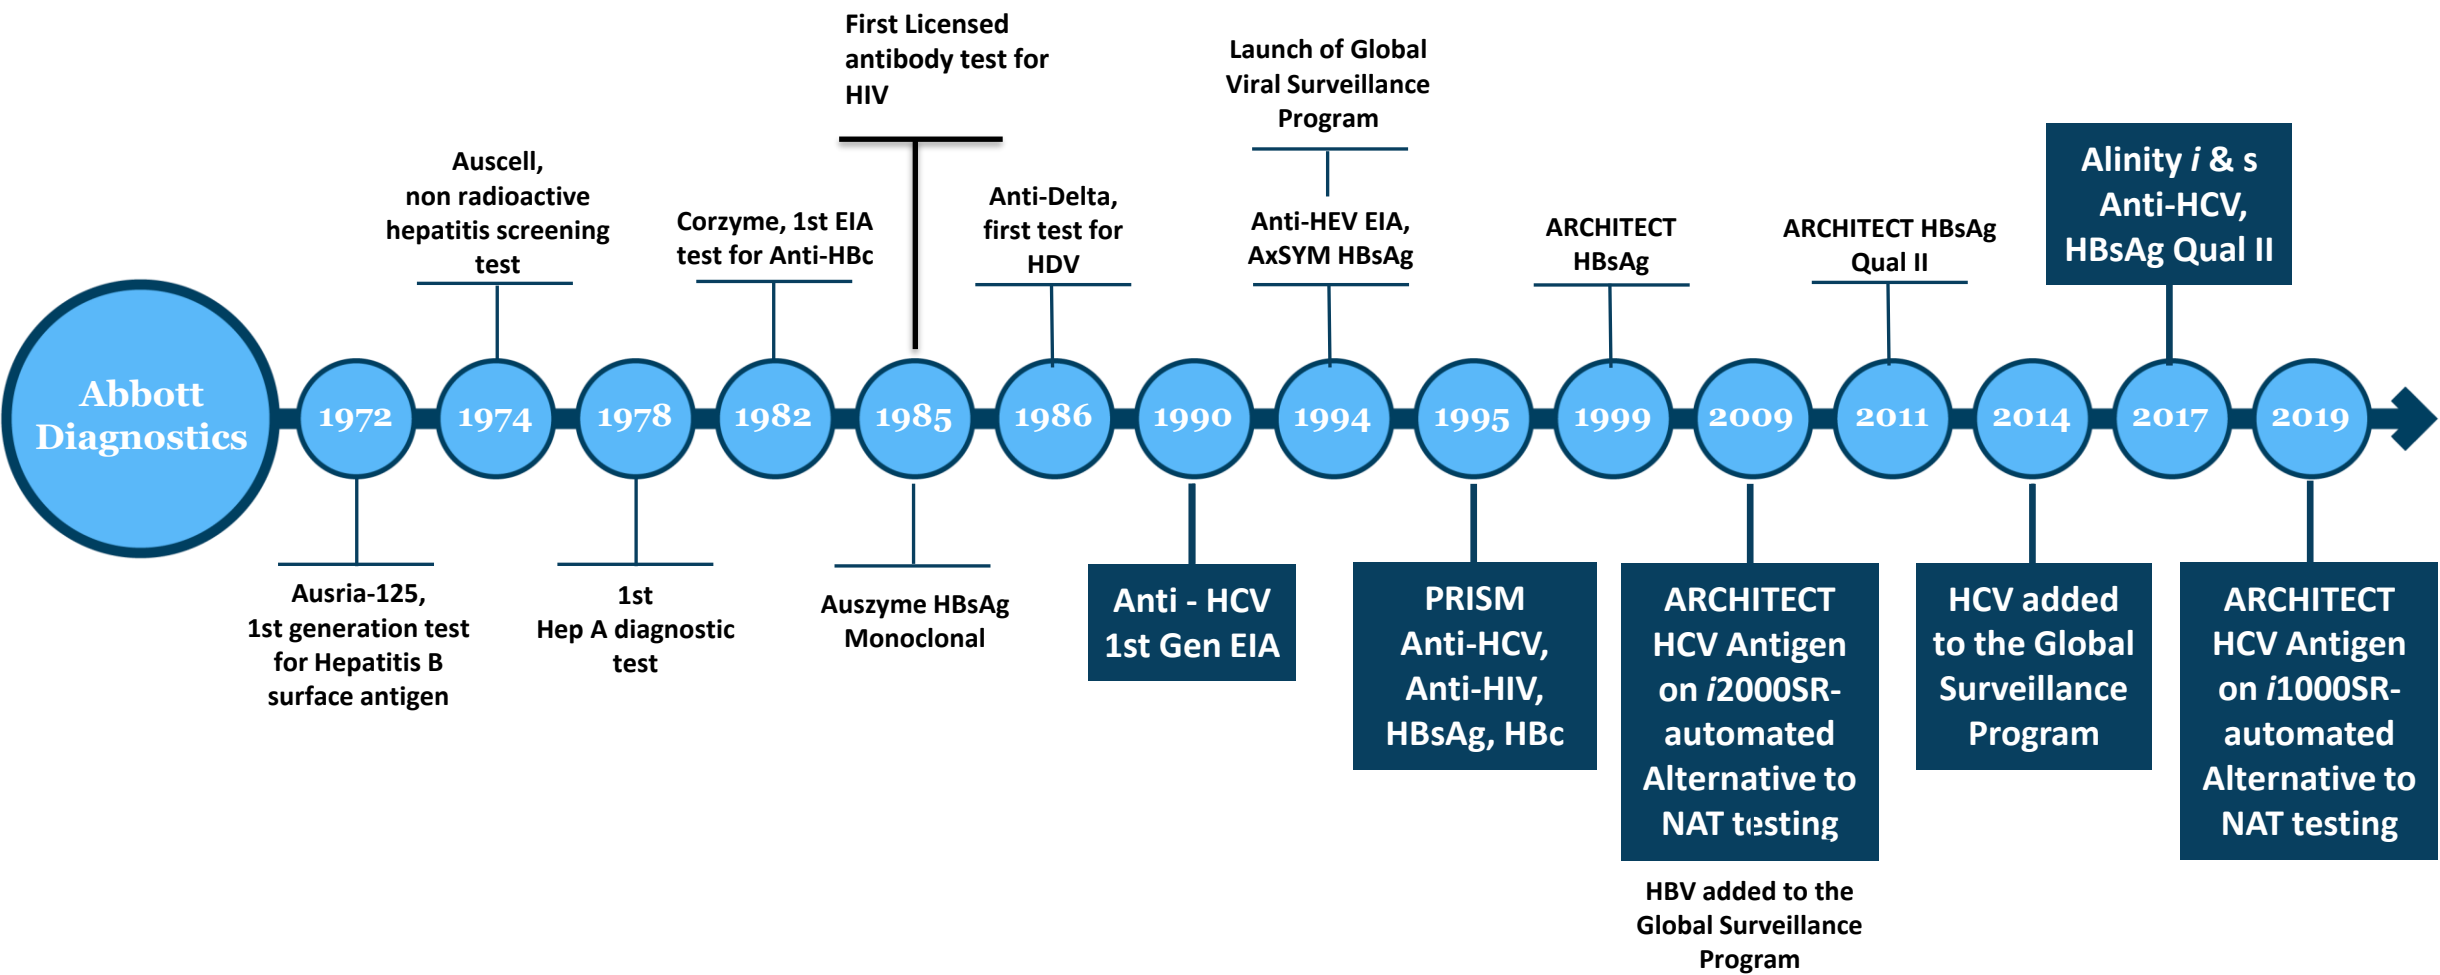 First Licensed
antibody test for
HIV
Launch of Global
Viral Surveillance
Program
Auscell,
non radioactive
hepatitis screening
test
Corzyme, 1st EIA
test for Anti-HBc
Anti-Delta,
first test for
HDV
Anti-HEV EIA,
AxSYM HBsAg
ARCHITECT
HBsAg
ARCHITECT HBsAg
Qual II
Alinity i & s
Anti-HCV,
HBsAg Qual II
Abbott
Diagnostics
1972
1974
1978
1982
1985
1986
1990
1994
1995
1999
2009
2011
2014
2017
2019
Ausria-125,
1st generation test
for Hepatitis B
surface antigen
1st
Hep A diagnostic
test
Auszyme HBsAg
Monoclonal
Anti - HCV
1st Gen EIA
PRISM
Anti-HCV,
Anti-HIV,
HBsAg, HBc
ARCHITECT
HCV Antigen
on i2000SR-
automated
Alternative to
NAT testing
HBV added to the
Global Surveillance
Program
HCV added
to the Global
Surveillance
Program
ARCHITECT
HCV Antigen
on i1000SR-
automated
Alternative to
NAT testing